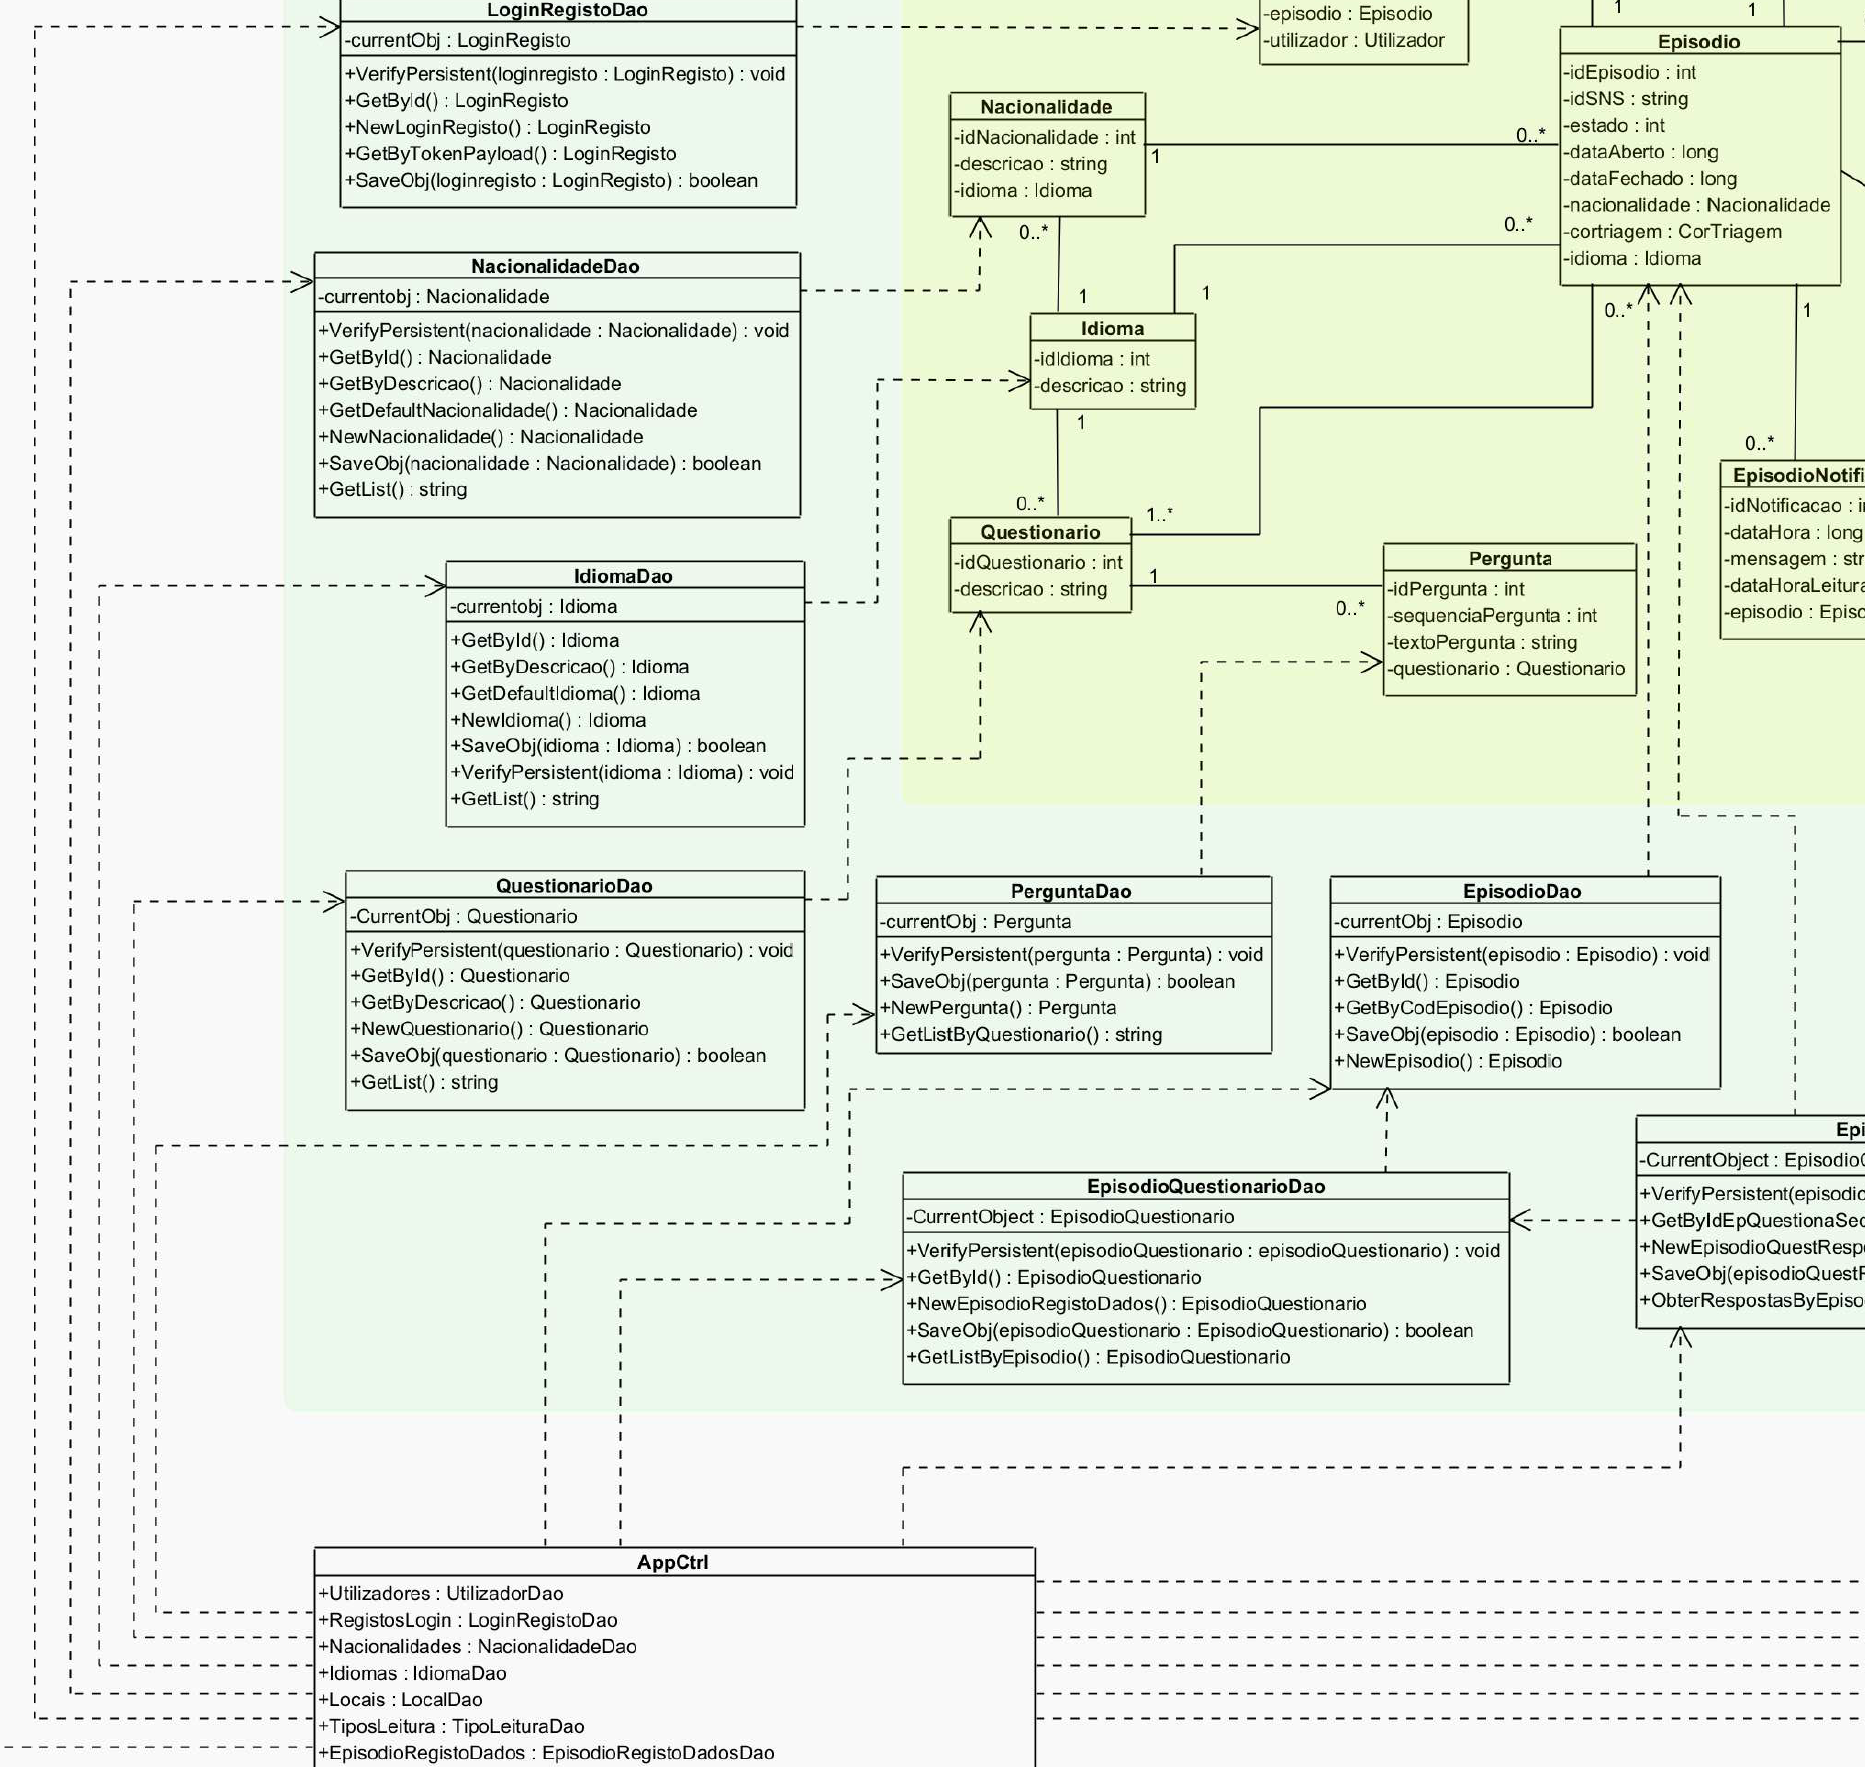 LoginRegistoDao
-currentObj : LoginRegisto
+VerifyPersistent(loginregisto : LoginRegisto) : void
+GetByid() : LoginRegisto
+NewLoginRegisto() : LoginRegisto
+GetByTokenPayload() : LoginRegisto
+SaveObj(loginregisto : LoginRegisto) : boolean
-episodio : Episodio
-utilizador : Utilizador
1
1
Episodio
-idEpisodio : int
-idSNS : string
-estado : int
-dataAberto : long
-dataFechado : long
-nacionalidade : Nacionalidade
-cortriagem : CorTriagem
-idioma : Idioma
Nacionalidade
-idNacionalidade : int
-descricao : string
-idioma : Idioma
1
0..*
0..*
0..*
1
1
0..*
1
NacionalidadeDao
-currentobj : Nacionalidade
+VerifyPersistent(nacionalidade : Nacionalidade) : void
+GetById() : Nacionalidade
+GetByDescricao() : Nacionalidade
+GetDefaultNacionalidade() : Nacionalidade
+NewNacionalidade() : Nacionalidade
+SaveObj(nacionalidade : Nacionalidade) : boolean
+GetList() : string
Idioma
-idIdioma : int
-descricao : string
1
0..*
1..*
0..*
Questionario
-idQuestionario : int
-descricao : string
1
0..*
Pergunta
-idPergunta : int
-sequenciaPergunta : int
-textoPergunta : string
-questionario : Questionario
EpisodioNotifi
-idNotificacao : i
-dataHora : long
-mensagem : str
-dataHoraLeitura
-episodio : Episo
IdiomaDao
-currentobj : Idioma
+GetById() : Idioma
+GetByDescricao() : Idioma
+GetDefaultIdioma() : Idioma
+NewIdioma() : Idioma
+SaveObj(idioma : Idioma) : boolean
+VerifyPersistent(idioma : Idioma) : void
+GetList() : string
QuestionarioDao
-CurrentObj : Questionario
+VerifyPersistent(questionario : Questionario) : void
+GetById() : Questionario
+GetByDescricao() : Questionario
+NewQuestionario() : Questionario
+SaveObj(questionario : Questionario) : boolean
+GetList() : string
PerguntaDao
-currentObj : Pergunta
+VerifyPersistent(pergunta : Pergunta) : void
+SaveObj(pergunta : Pergunta) : boolean
+NewPergunta() : Pergunta
+GetListByQuestionario() : string
EpisodioDao
-currentObj : Episodio
+VerifyPersistent(episodio : Episodio) : void
+GetById() : Episodio
+GetByCodEpisodio() : Episodio
+SaveObj(episodio : Episodio) : boolean
+NewEpisodio() : Episodio
EpisodioQuestionarioDao
-CurrentObject : EpisodioQuestionario
+VerifyPersistent(episodioQuestionario : episodioQuestionario) : void
+GetById() : EpisodioQuestionario
+NewEpisodioRegistoDados() : EpisodioQuestionario
+SaveObj(episodioQuestionario : EpisodioQuestionario) : boolean
+GetListByEpisodio() : EpisodioQuestionario
Epi
-CurrentObject : Episodio
+VerifyPersistent(episodio
+GetByIdEpQuestionaSec
+NewEpisodioQuestResp
+SaveObj(episodioQuest
+ObterRespostasByEpiso
AppCtrl
+Utilizadores : UtilizadorDao
+RegistosLogin : LoginRegistoDao
+Nacionalidades : NacionalidadeDao
+Idiomas : IdiomaDao
+Locais : LocalDao
+TiposLeitura : TipoLeituraDao
+EpisodioRegistoDados : EpisodioRegistoDadosDao